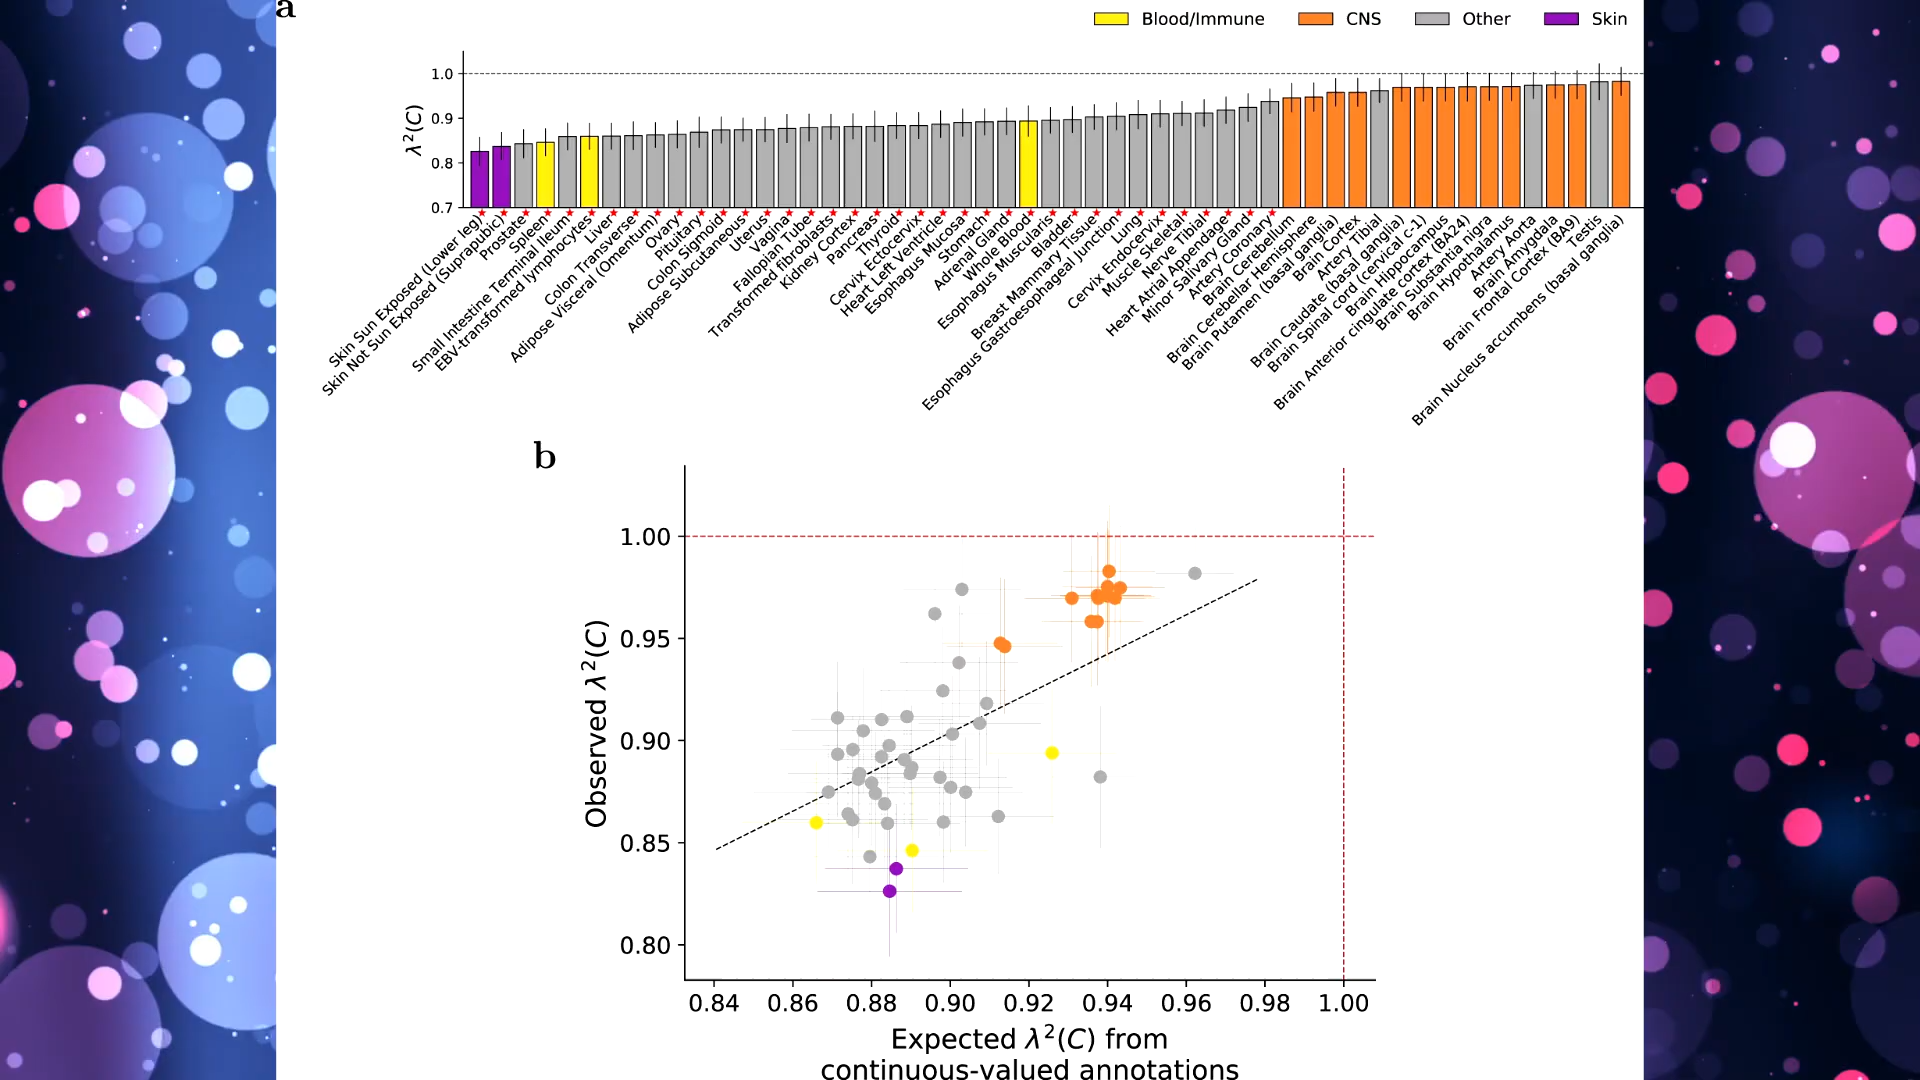 a
Blood/Immune CNS Other Skin
1.0
0.9
0.8
0.7
λ²(C)
Skin Sun Exposed (Lower leg)
Skin Not Sun Exposed (Suprapubic)
Prostate
Spleen
Small Intestine Terminal Ileum
EBV-transformed lymphocytes
Liver
Colon Transverse
Adipose Visceral (Omentum)
Ovary
Pituitary
Colon Sigmoid
Adipose Subcutaneous
Uterus
Vagina
Fallopian Tube
Transformed fibroblasts
Kidney Cortex
Pancreas
Thyroid
Cervix Ectocervix
Heart Left Ventricle
Esophagus Mucosa
Stomach
Adrenal Gland
Whole Blood
Esophagus Muscularis
Bladder
Breast Mammary Tissue
Esophagus Gastroesophageal Junction
Lung
Cervix Endocervix
Muscle Skeletal
Nerve Tibial
Heart Atrial Appendage
Minor Salivary Gland
Artery Coronary
Brain Cerebellum
Brain Cerebellar Hemisphere
Brain Putamen (basal ganglia)
Brain Cortex
Artery Tibial
Brain Caudate (basal ganglia)
Brain Spinal cord (cervical c-1)
Brain Hippocampus
Brain Anterior cingulate cortex (BA24)
Brain Substantia nigra
Brain Hypothalamus
Artery Aorta
Brain Amygdala
Brain Frontal Cortex (BA9)
Testis
Brain Nucleus accumbens (basal ganglia)
b
1.00
0.95
0.90
0.85
0.80
Observed λ²(C)
0.84 0.86 0.88 0.90 0.92 0.94 0.96 0.98 1.00
Expected λ²(C) from
continuous-valued annotations